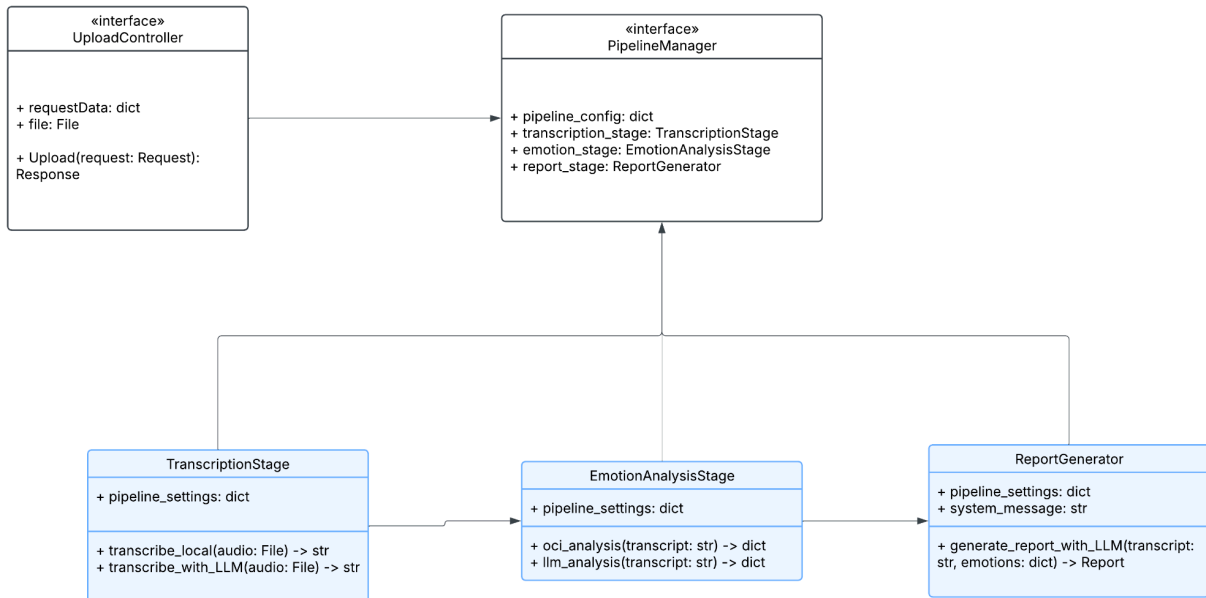 «interface»
UploadController
+ requestData: dict
+ file: File
+ Upload(request: Request):
Response
«interface»
PipelineManager
+ pipeline_config: dict
+ transcription_stage: TranscriptionStage
+ emotion_stage: EmotionAnalysisStage
+ report_stage: ReportGenerator
TranscriptionStage
+ pipeline_settings: dict
+ transcribe_local(audio: File) -> str
+ transcribe_with_LLM(audio: File) -> str
EmotionAnalysisStage
+ pipeline_settings: dict
+ oci_analysis(transcript: str) -> dict
+ llm_analysis(transcript: str) -> dict
ReportGenerator
+ pipeline_settings: dict
+ system_message: str
+ generate_report_with_LLM(transcript:
str, emotions: dict) -> Report